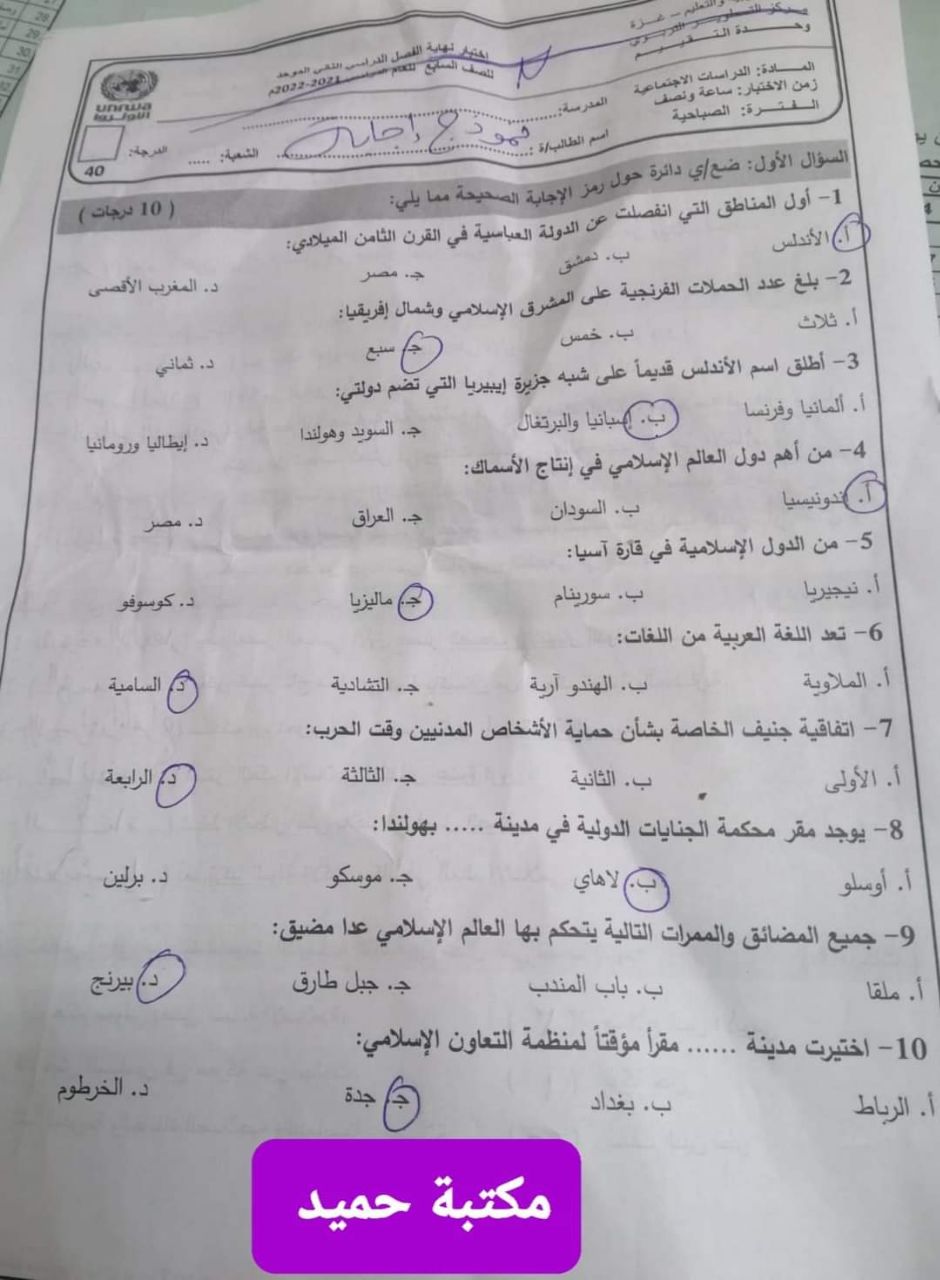 والتعليم – غزة
مركز التطوير التربوي
وحدة التقييم
المادة: الدراسات الاجتماعية
زمن الاختبار: ساعة ونصف
الفترة: الصباحية
اختبار نهاية الفصل الدراسي الثاني الموحد
للصف السابع للعام الدراسي 2021-2022م
unrwa
الأونروا
المدرسة:
اسم الطالب/ة: نموذج إجابة الشعبة: ..... الدرجة:
40
السؤال الأول: ضع/ي دائرة حول رمز الإجابة الصحيحة مما يلي: ( 10 درجات )
1- أول المناطق التي انفصلت عن الدولة العباسية في القرن الثامن الميلادي:
أ. الأندلس ب. دمشق ج. مصر د. المغرب الأقصى
2- بلغ عدد الحملات الفرنجية على المشرق الإسلامي وشمال إفريقيا:
أ. ثلاث ب. خمس ج. سبع د. ثماني
3- أطلق اسم الأندلس قديماً على شبه جزيرة إيبيريا التي تضم دولتي:
أ. ألمانيا وفرنسا ب. إسبانيا والبرتغال ج. السويد وهولندا د. إيطاليا ورومانيا
4- من أهم دول العالم الإسلامي في إنتاج الأسماك:
أ. ندونيسيا ب. السودان ج. العراق د. مصر
5- من الدول الإسلامية في قارة آسيا:
أ. نيجيريا ب. سورينام ج. ماليزيا د. كوسوفو
6- تعد اللغة العربية من اللغات:
أ. الملاوية ب. الهندو آرية ج. التشادية د. السامية
7- اتفاقية جنيف الخاصة بشأن حماية الأشخاص المدنيين وقت الحرب:
أ. الأولى ب. الثانية ج. الثالثة د. الرابعة
8- يوجد مقر محكمة الجنايات الدولية في مدينة ..... بهولندا:
أ. أوسلو ب. لاهاي ج. موسكو د. برلين
9- جميع المضائق والممرات التالية يتحكم بها العالم الإسلامي عدا مضيق:
أ. ملقا ب. باب المندب ج. جبل طارق د. بيرنج
10- اختيرت مدينة ...... مقراً مؤقتاً لمنظمة التعاون الإسلامي:
أ. الرباط ب. بغداد ج. جدة د. الخرطوم
مكتبة حميد